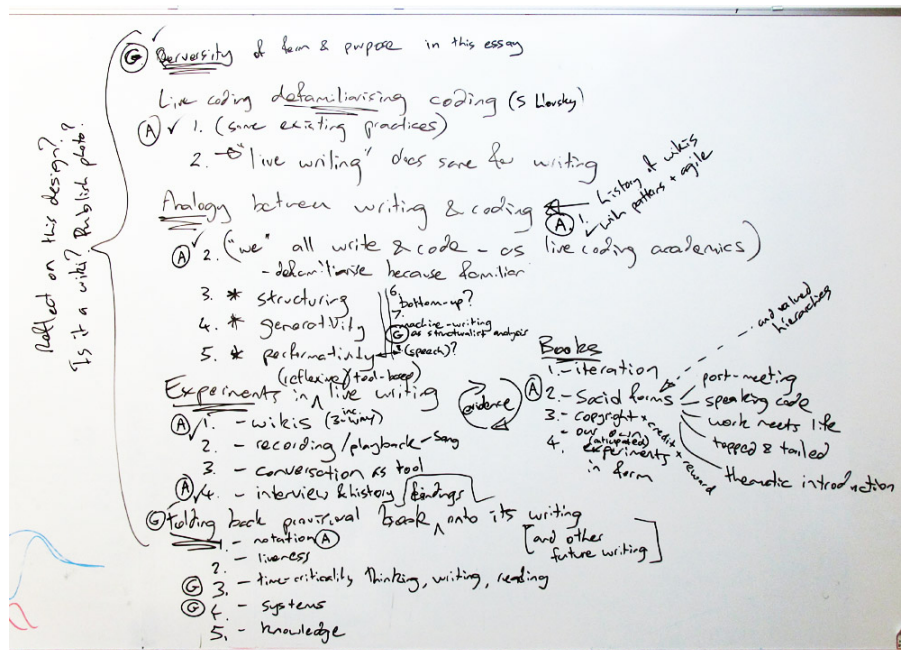 Reflect on this design?
Is it a wiki? Publish photo?
G Perversity of form & purpose in this essay
Live coding defamiliarising coding
A 1. (some existing practices)
2. "live writing" does same for writing
Analogy between writing & coding
A 1. history of wikis
with patterns + agile
A 2. ("we" all write & code - as live coding academics)
- defamiliarise because familiar
3. * structuring
4. * generativity
5. * performativity
(reflexive/tool-based)
6. bottom-up?
7. machine-writing
G as structuralist analysis
(speech)?
Experiments in live writing
evidence
A 1. - wikis (3-way)
inc.
2. - recording/playback - song
3. - conversation as tool
A 4. - interview & history
Books
1. - iteration
A 2. - Social forms
and valued hierarchies
post-meeting
speaking code
work meets life
topped & tailed
thematic introduction
3. - copyright * credit * reward
4. - our own
(anticipated)
experiments
in form
G Folding back provisional book onto its writing
[and other
future writing]
1. - notation A
2. - liveness
G 3. - time-criticality thinking, writing, reading
G 4. - systems
5. - knowledge